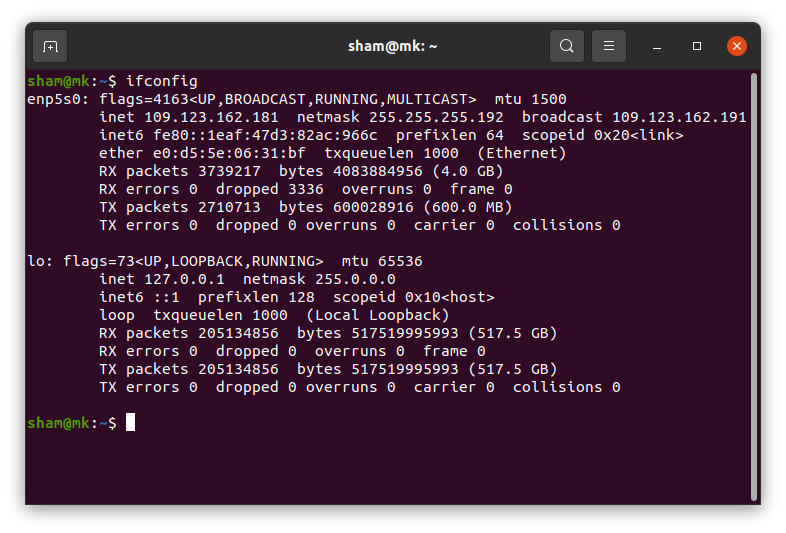 sham@mk: ~
sham@mk:~$ ifconfig
enp5s0: flags=4163<UP,BROADCAST,RUNNING,MULTICAST>  mtu 1500
        inet 109.123.162.181  netmask 255.255.255.192  broadcast 109.123.162.191
        inet6 fe80::1eaf:47d3:82ac:966c  prefixlen 64  scopeid 0x20<link>
        ether e0:d5:5e:06:31:bf  txqueuelen 1000  (Ethernet)
        RX packets 3739217  bytes 4083884956 (4.0 GB)
        RX errors 0  dropped 3336  overruns 0  frame 0
        TX packets 2710713  bytes 600028916 (600.0 MB)
        TX errors 0  dropped 0 overruns 0  carrier 0  collisions 0

lo: flags=73<UP,LOOPBACK,RUNNING>  mtu 65536
        inet 127.0.0.1  netmask 255.0.0.0
        inet6 ::1  prefixlen 128  scopeid 0x10<host>
        loop  txqueuelen 1000  (Local Loopback)
        RX packets 205134856  bytes 517519995993 (517.5 GB)
        RX errors 0  dropped 0  overruns 0  frame 0
        TX packets 205134856  bytes 517519995993 (517.5 GB)
        TX errors 0  dropped 0 overruns 0  carrier 0  collisions 0

sham@mk:~$